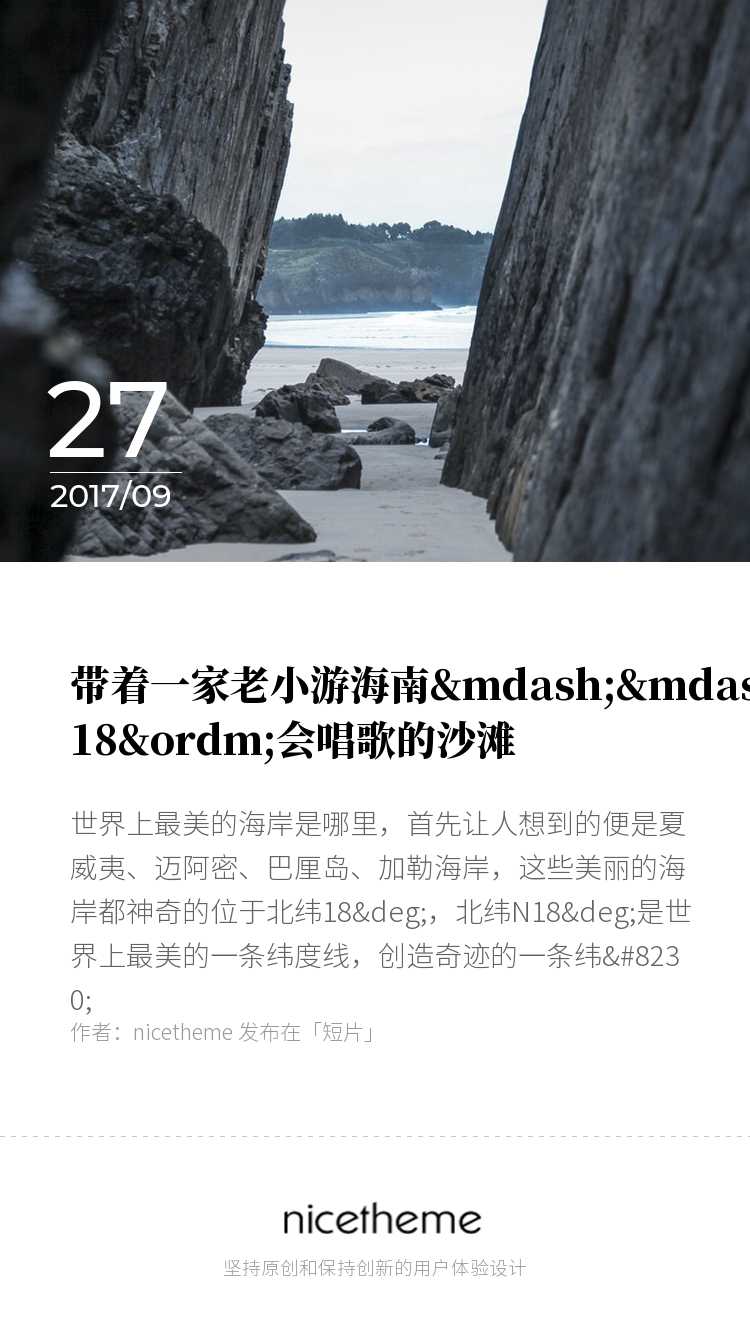 27
2017/09
带着一家老小游海南&mdash;&mdas
18&ordm;会唱歌的沙滩
世界上最美的海岸是哪里，首先让人想到的便是夏
威夷、迈阿密、巴厘岛、加勒海岸，这些美丽的海
岸都神奇的位于北纬18&deg;，北纬N18&deg;是世
界上最美的一条纬度线，创造奇迹的一条纬&#823
0;
作者：nicetheme 发布在「短片」
nicetheme
坚持原创和保持创新的用户体验设计